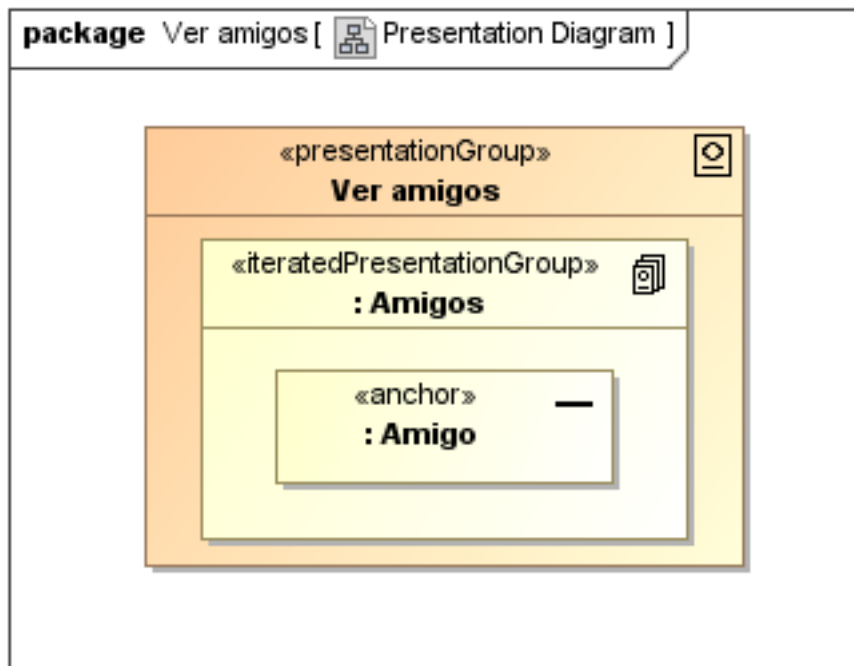 package Ver amigos [ Presentation Diagram ]
«presentationGroup»
Ver amigos
«iteratedPresentationGroup»
: Amigos
«anchor»
: Amigo